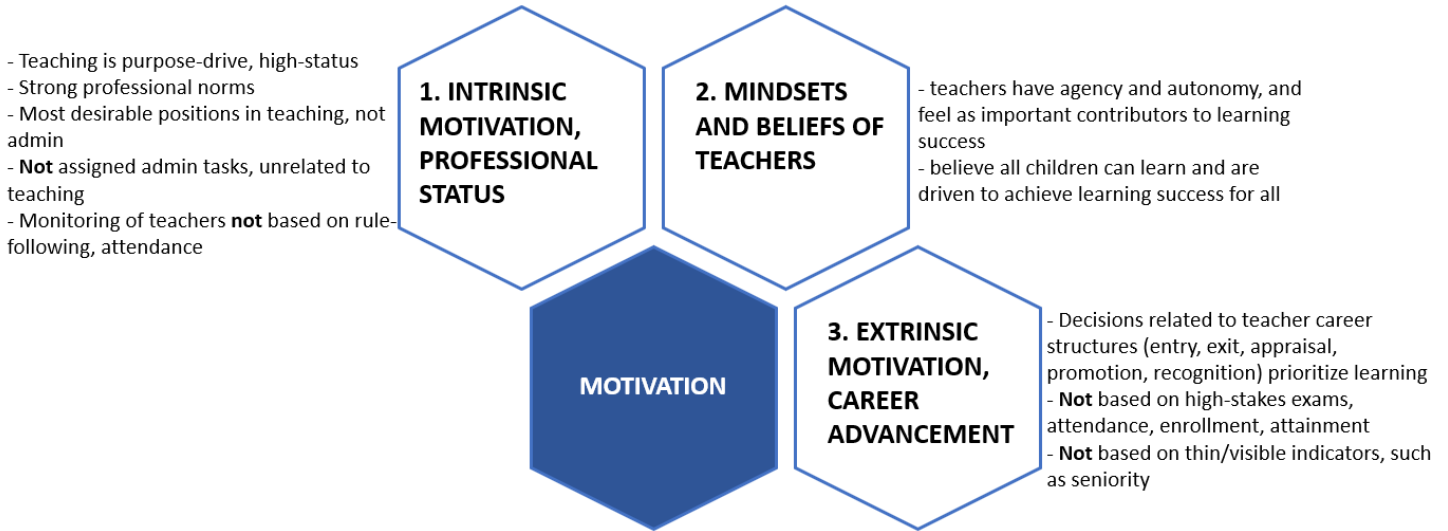 - Teaching is purpose-drive, high-status
- Strong professional norms
- Most desirable positions in teaching, not
admin
- Not assigned admin tasks, unrelated to
teaching
- Monitoring of teachers not based on rule-
following, attendance
1. INTRINSIC
MOTIVATION,
PROFESSIONAL
STATUS
2. MINDSETS
AND BELIEFS OF
TEACHERS
- teachers have agency and autonomy, and
feel as important contributors to learning
success
- believe all children can learn and are
driven to achieve learning success for all
MOTIVATION
3. EXTRINSIC
MOTIVATION,
CAREER
ADVANCEMENT
- Decisions related to teacher career
structures (entry, exit, appraisal,
promotion, recognition) prioritize learning
- Not based on high-stakes exams,
attendance, enrollment, attainment
- Not based on thin/visible indicators, such
as seniority